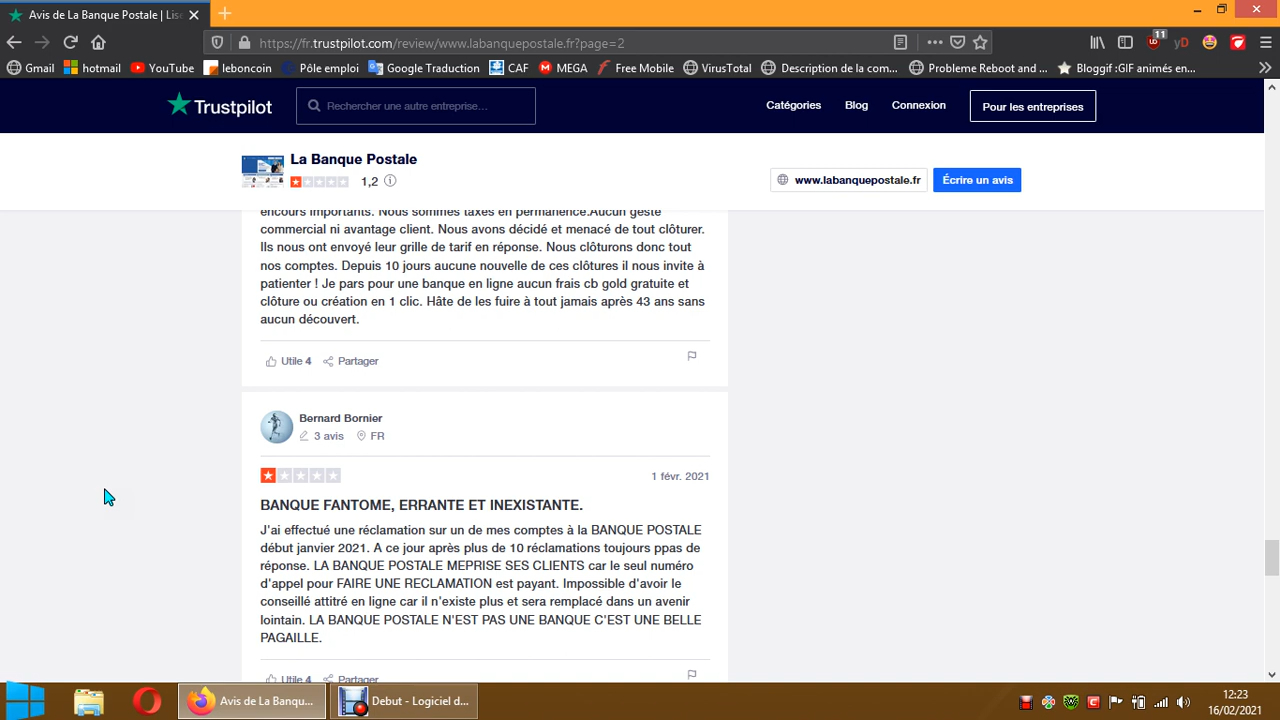 Avis de La Banque Postale | Lise
https://fr.trustpilot.com/review/www.labanquepostale.fr?page=2
11
Gmail hotmail YouTube leboncoin Pôle emploi Google Traduction CAF MEGA Free Mobile VirusTotal Description de la com... Probleme Reboot and ... Bloggif :GIF animés en...
Trustpilot
Rechercher une autre entreprise...
Catégories Blog Connexion Pour les entreprises
La Banque Postale
1,2
www.labanquepostale.fr
Écrire un avis
encours importants. Nous sommes taxés en permanence.Aucun geste
commercial ni avantage client. Nous avons décidé et menacé de tout clôturer.
Ils nous ont envoyé leur grille de tarif en réponse. Nous clôturons donc tout
nos comptes. Depuis 10 jours aucune nouvelle de ces clôtures il nous invite à
patienter ! Je pars pour une banque en ligne aucun frais cb gold gratuite et
clôture ou création en 1 clic. Hâte de les fuire à tout jamais après 43 ans sans
aucun découvert.
Utile 4 Partager
Bernard Bornier
3 avis FR
1 févr. 2021
BANQUE FANTOME, ERRANTE ET INEXISTANTE.
J'ai effectué une réclamation sur un de mes comptes à la BANQUE POSTALE
début janvier 2021. A ce jour après plus de 10 réclamations toujours ppas de
réponse. LA BANQUE POSTALE MEPRISE SES CLIENTS car le seul numéro
d'appel pour FAIRE UNE RECLAMATION est payant. Impossible d'avoir le
conseillé attitré en ligne car il n'existe plus et sera remplacé dans un avenir
lointain. LA BANQUE POSTALE N'EST PAS UNE BANQUE C'EST UNE BELLE
PAGAILLE.
Utile 4 Partager
Avis de La Banqu...
Debut - Logiciel d...
12:23
16/02/2021